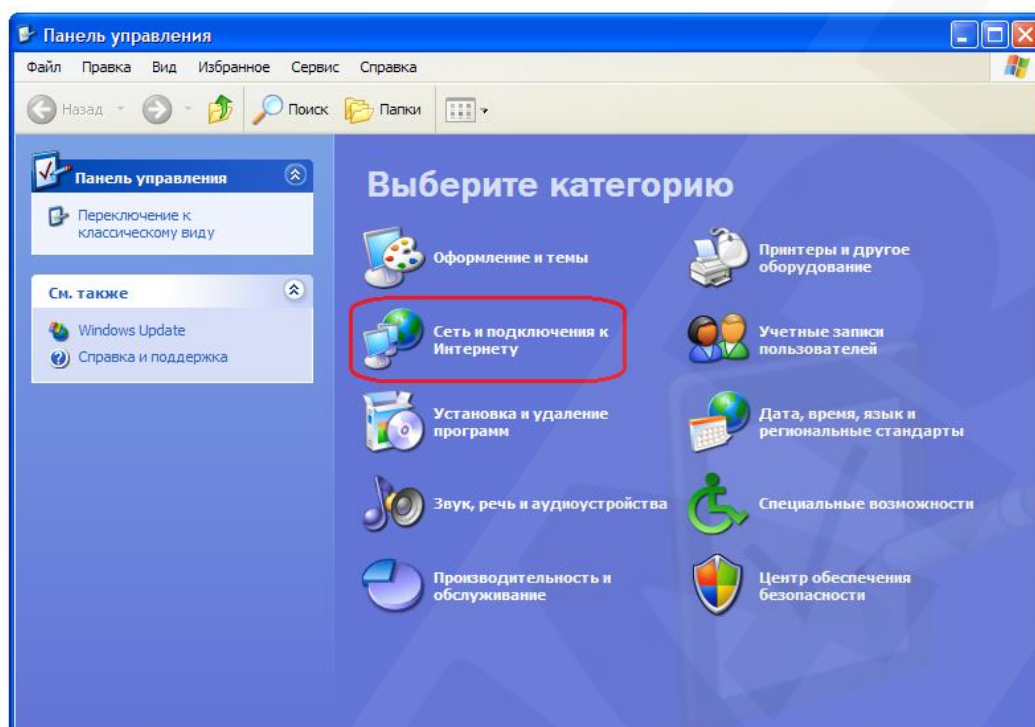 Панель управления
Файл Правка Вид Избранное Сервис Справка
Назад Поиск Папки
Панель управления
Переключение к
классическому виду
См. также
Windows Update
Справка и поддержка
Выберите категорию
Оформление и темы
Принтеры и другое
оборудование
Сеть и подключения к
Интернету
Учетные записи
пользователей
Установка и удаление
программ
Дата, время, язык и
региональные стандарты
Звук, речь и аудиоустройства
Специальные возможности
Производительность и
обслуживание
Центр обеспечения
безопасности